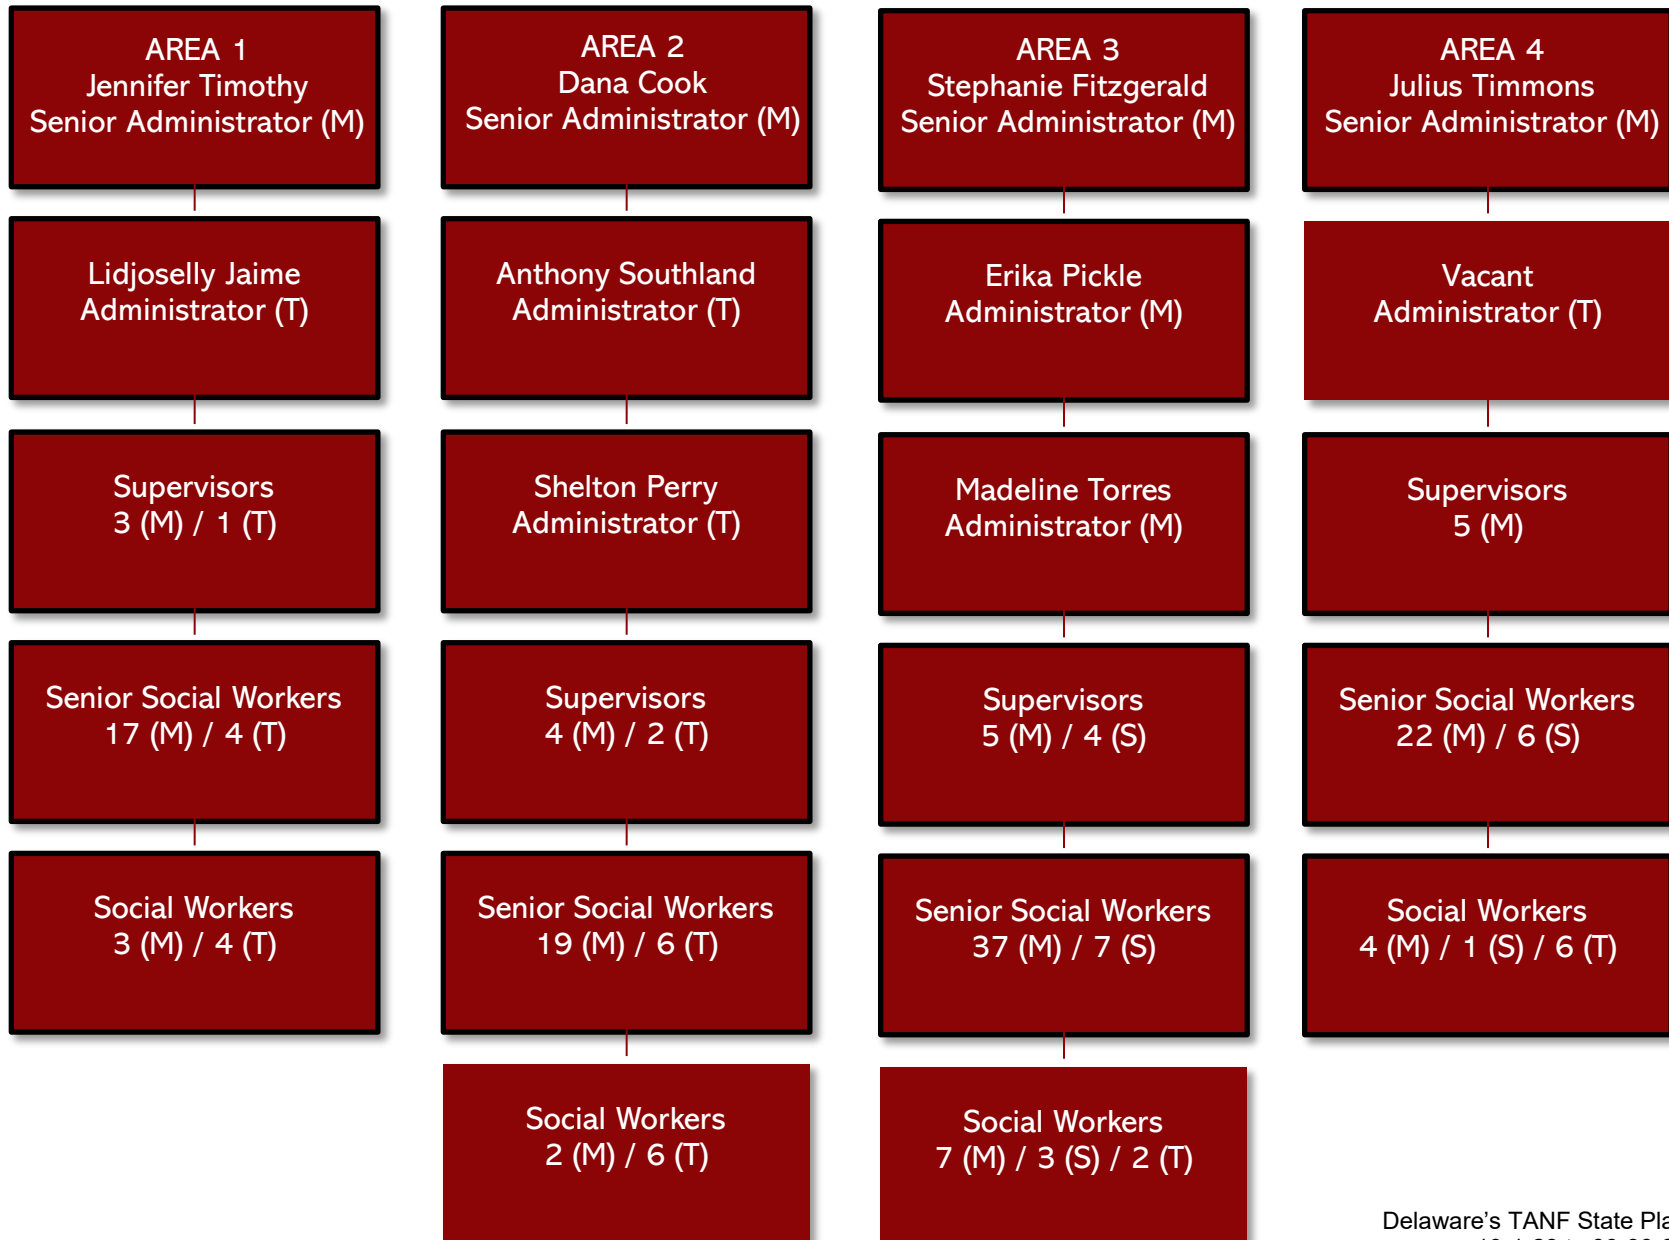 AREA 1
Jennifer Timothy
Senior Administrator (M)
Lidjoselly Jaime
Administrator (T)
Supervisors
3 (M) / 1 (T)
Senior Social Workers
17 (M) / 4 (T)
Social Workers
3 (M) / 4 (T)
AREA 2
Dana Cook
Senior Administrator (M)
Anthony Southland
Administrator (T)
Shelton Perry
Administrator (T)
Supervisors
4 (M) / 2 (T)
Senior Social Workers
19 (M) / 6 (T)
Social Workers
2 (M) / 6 (T)
AREA 3
Stephanie Fitzgerald
Senior Administrator (M)
Erika Pickle
Administrator (M)
Madeline Torres
Administrator (M)
Supervisors
5 (M) / 4 (S)
Senior Social Workers
37 (M) / 7 (S)
Social Workers
7 (M) / 3 (S) / 2 (T)
AREA 4
Julius Timmons
Senior Administrator (M)
Vacant
Administrator (T)
Supervisors
5 (M)
Senior Social Workers
22 (M) / 6 (S)
Social Workers
4 (M) / 1 (S) / 6 (T)
Delaware's TANF State